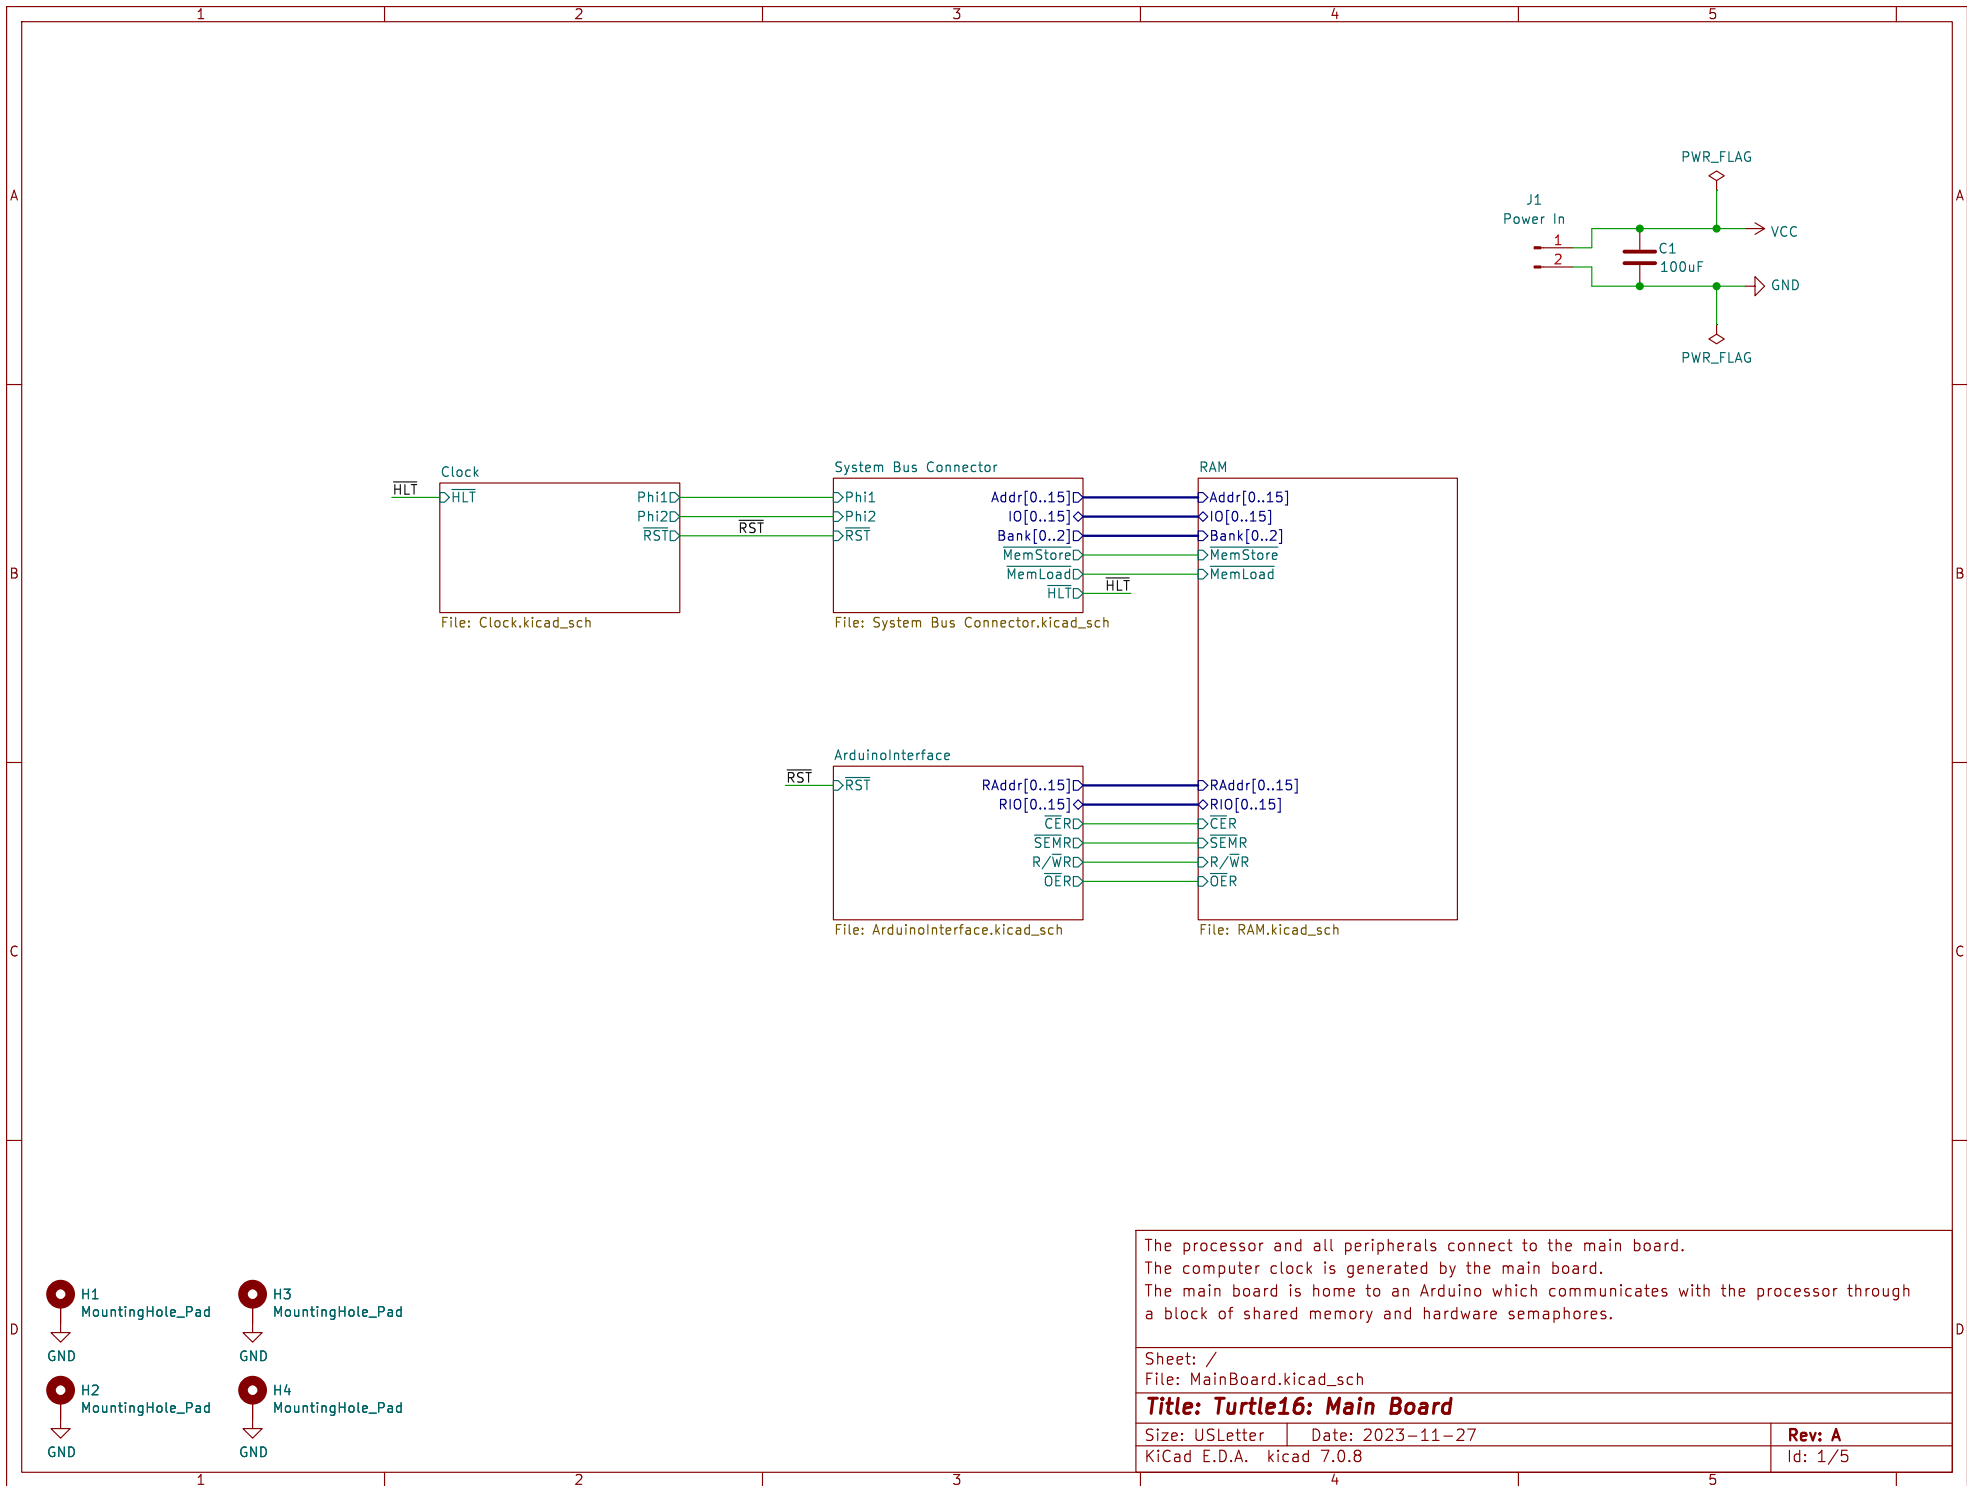 1 2 3 4 5
A A
B B
C C
D D
PWR_FLAG
J1
Power In
1
2
C1
100uF
VCC
GND
PWR_FLAG
Clock
HLT
HLT
Phi1
Phi2
RST
RST
File: Clock.kicad_sch
System Bus Connector
Phi1
Phi2
RST
Addr[0..15]
IO[0..15]
Bank[0..2]
MemStore
MemLoad
HLT
HLT
File: System Bus Connector.kicad_sch
RAM
Addr[0..15]
IO[0..15]
Bank[0..2]
MemStore
MemLoad
RAddr[0..15]
RIO[0..15]
CER
SEMR
R/WR
OER
File: RAM.kicad_sch
ArduinoInterface
RST
RST
RAddr[0..15]
RIO[0..15]
CER
SEMR
R/WR
OER
File: ArduinoInterface.kicad_sch
H1
MountingHole_Pad
GND
H3
MountingHole_Pad
GND
H2
MountingHole_Pad
GND
H4
MountingHole_Pad
GND
The processor and all peripherals connect to the main board.
The computer clock is generated by the main board.
The main board is home to an Arduino which communicates with the processor through
a block of shared memory and hardware semaphores.
Sheet: /
File: MainBoard.kicad_sch
Title: Turtle16: Main Board
Size: USLetter Date: 2023-11-27 Rev: A
KiCad E.D.A. kicad 7.0.8 Id: 1/5
1 2 3 4 5